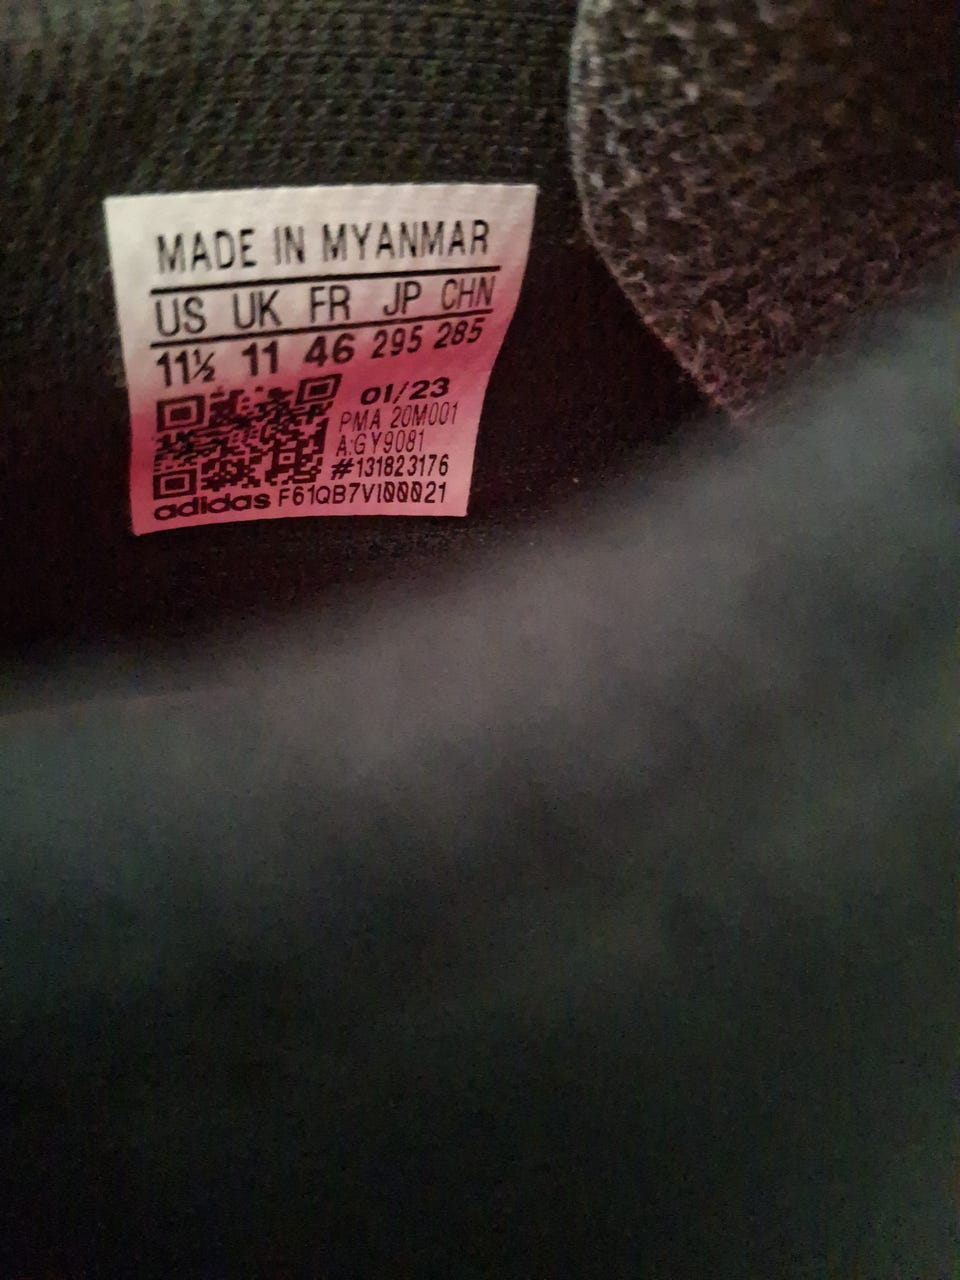 MADE IN MYANMAR
US UK FR JP CHN
11½ 11 46 295 285
01/23
PMA 20M001
A:GY9081
#131823176
adidas F61QB7V100021